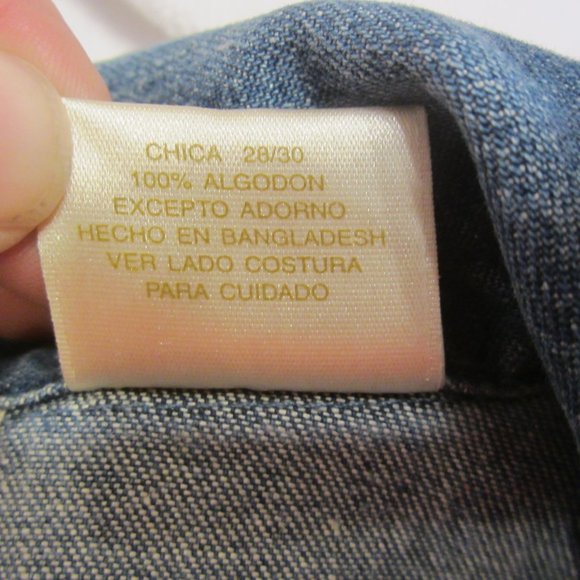 CHICA 28/30
100% ALGODON
EXCEPTO ADORNO
HECHO EN BANGLADESH
VER LADO COSTURA
PARA CUIDADO